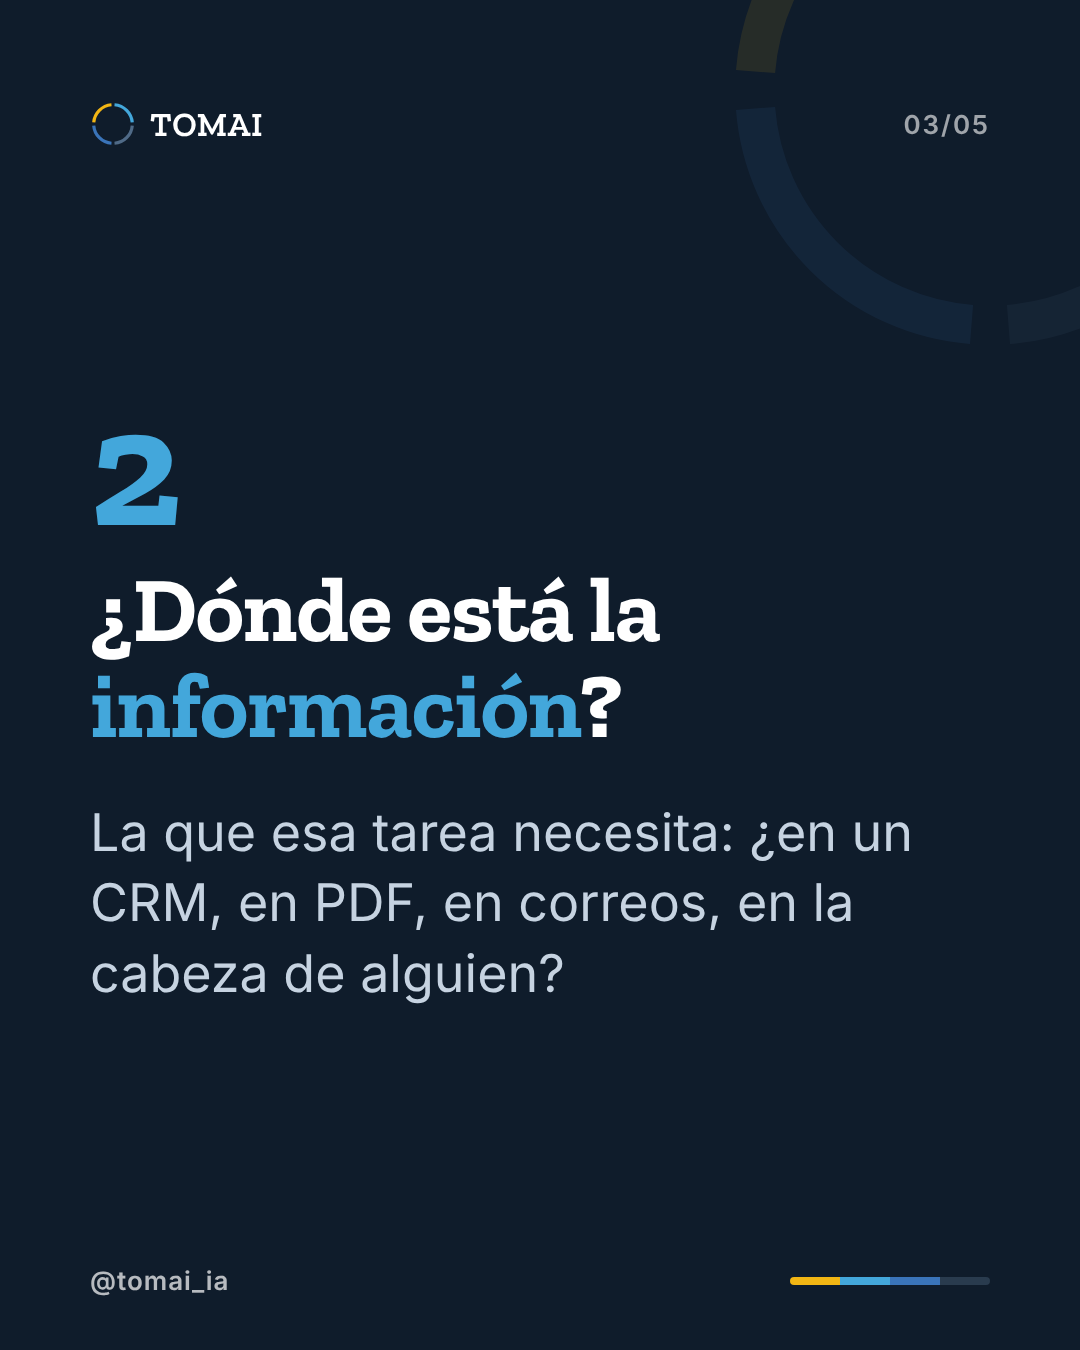 TOMAI
03/05
2
¿Dónde está la
información?
La que esa tarea necesita: ¿en un
CRM, en PDF, en correos, en la
cabeza de alguien?
@tomai_ia